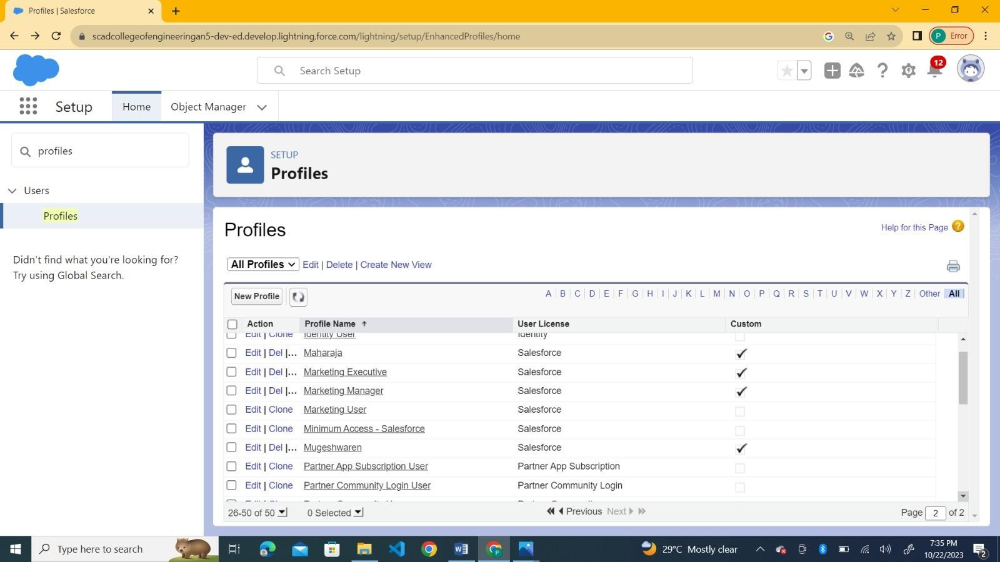 Profiles | Salesforce
scadcollegeofengineeringan5-dev-ed.develop.lightning.force.com/lightning/setup/EnhancedProfiles/home
P Error
Search Setup
12
Setup
Home
Object Manager
profiles
Users
Profiles
Didn't find what you're looking for?
Try using Global Search.
SETUP
Profiles
Profiles
Help for this Page ?
All Profiles Edit | Delete | Create New View
New Profile
A | B | C | D | E | F | G | H | I | J | K | L | M | N | O | P | Q | R | S | T | U | V | W | X | Y | Z | Other | All
Action Profile Name ↑ User License Custom
Edit | Clone Identity User Identity
Edit | Del |... Maharaja Salesforce ✓
Edit | Del |... Marketing Executive Salesforce ✓
Edit | Del |... Marketing Manager Salesforce ✓
Edit | Clone Marketing User Salesforce
Edit | Clone Minimum Access - Salesforce Salesforce
Edit | Del |... Mugeshwaren Salesforce ✓
Edit | Clone Partner App Subscription User Partner App Subscription
Edit | Clone Partner Community Login User Partner Community Login
26-50 of 50 0 Selected Previous Next Page 2 of 2
Type here to search
29°C Mostly clear
7:35 PM
10/22/2023
2